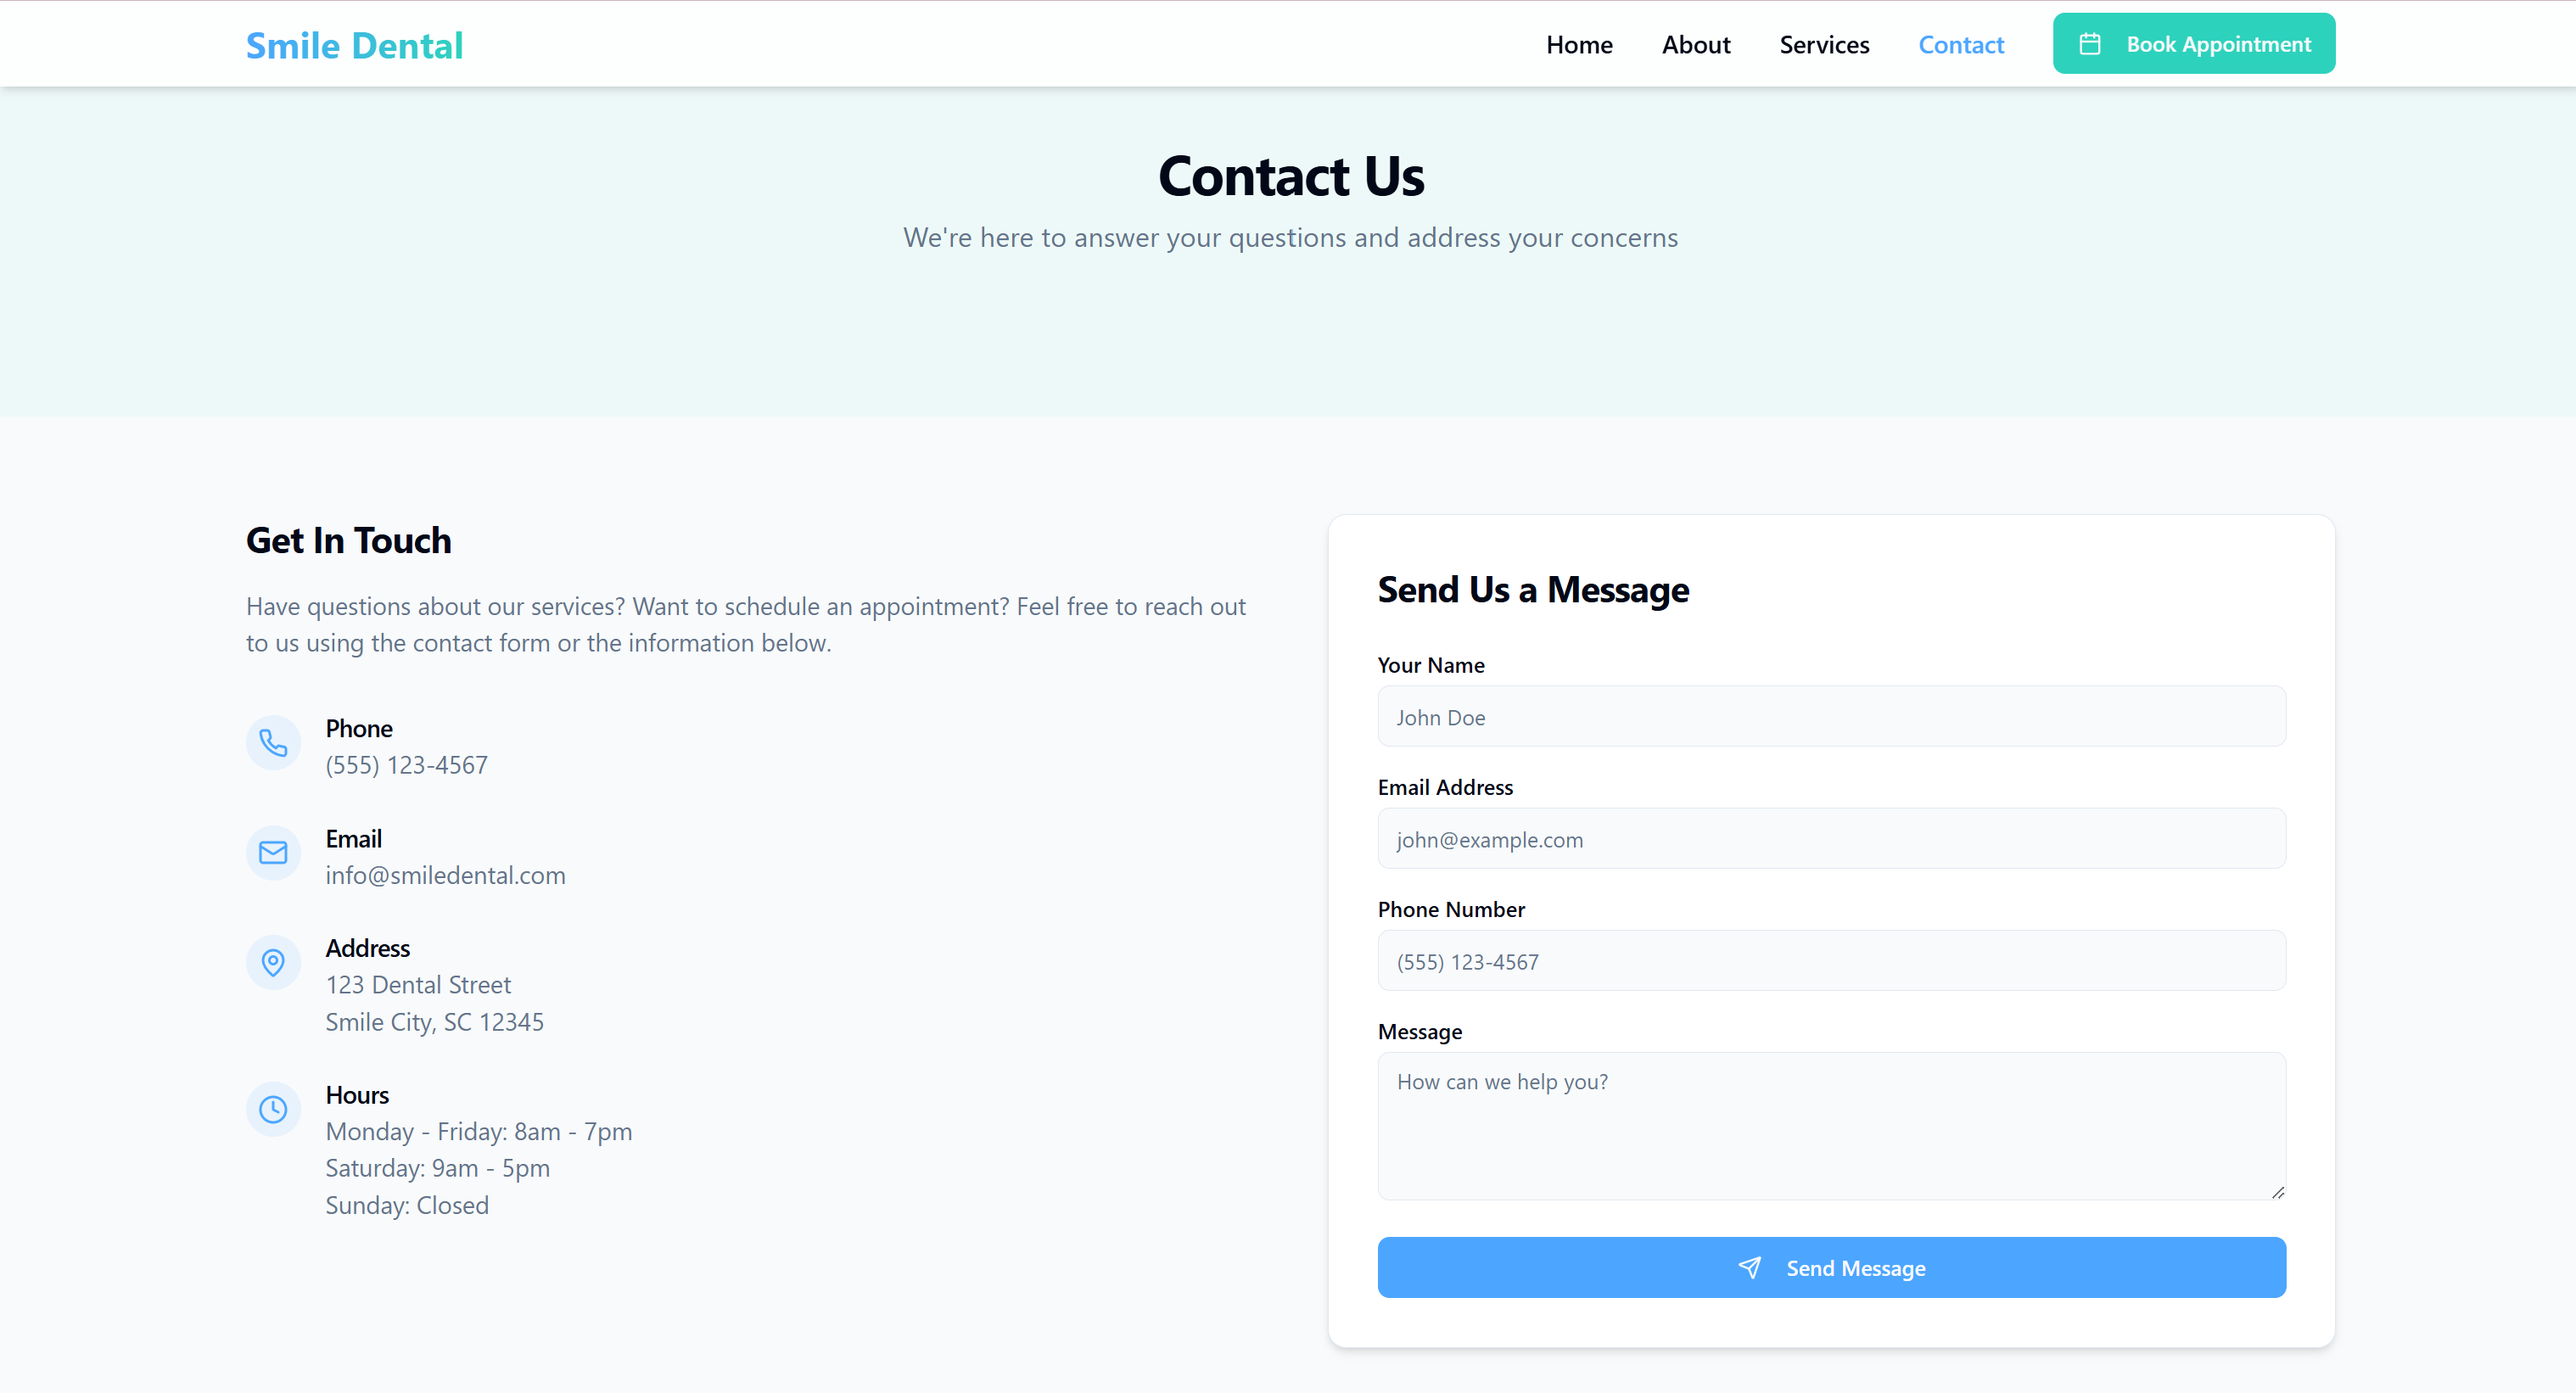 Smile Dental
Home
About
Services
Contact
Book Appointment
Contact Us
We're here to answer your questions and address your concerns
Get In Touch
Have questions about our services? Want to schedule an appointment? Feel free to reach out
to us using the contact form or the information below.
Phone
(555) 123-4567
Email
info@smiledental.com
Address
123 Dental Street
Smile City, SC 12345
Hours
Monday - Friday: 8am - 7pm
Saturday: 9am - 5pm
Sunday: Closed
Send Us a Message
Your Name
John Doe
Email Address
john@example.com
Phone Number
(555) 123-4567
Message
How can we help you?
Send Message